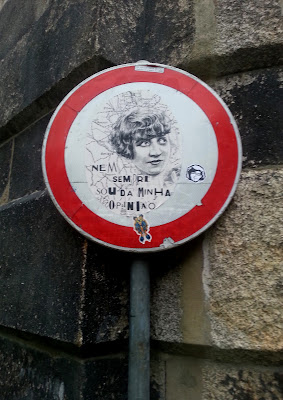 NEM
SEMPRE
SOU DA MINHA
OPINIÃO